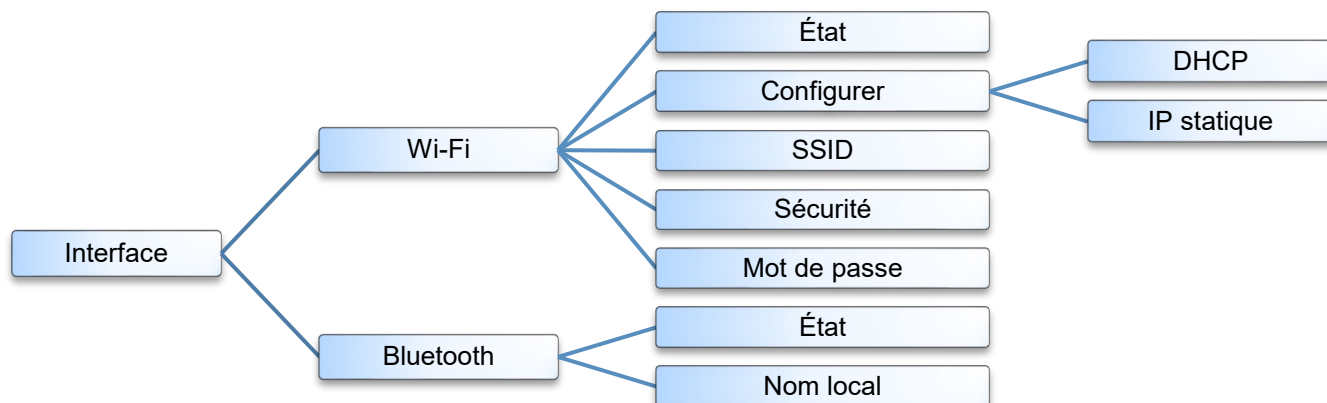 Interface
Wi-Fi
État
Configurer
DHCP
IP statique
SSID
Sécurité
Mot de passe
Bluetooth
État
Nom local